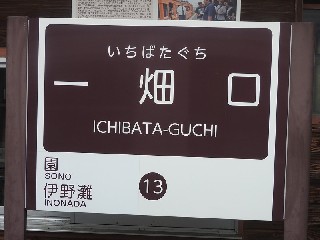 いちばたぐち
一畑口
ICHIBATA-GUCHI
園
SONO
伊野灘
INONADA
13